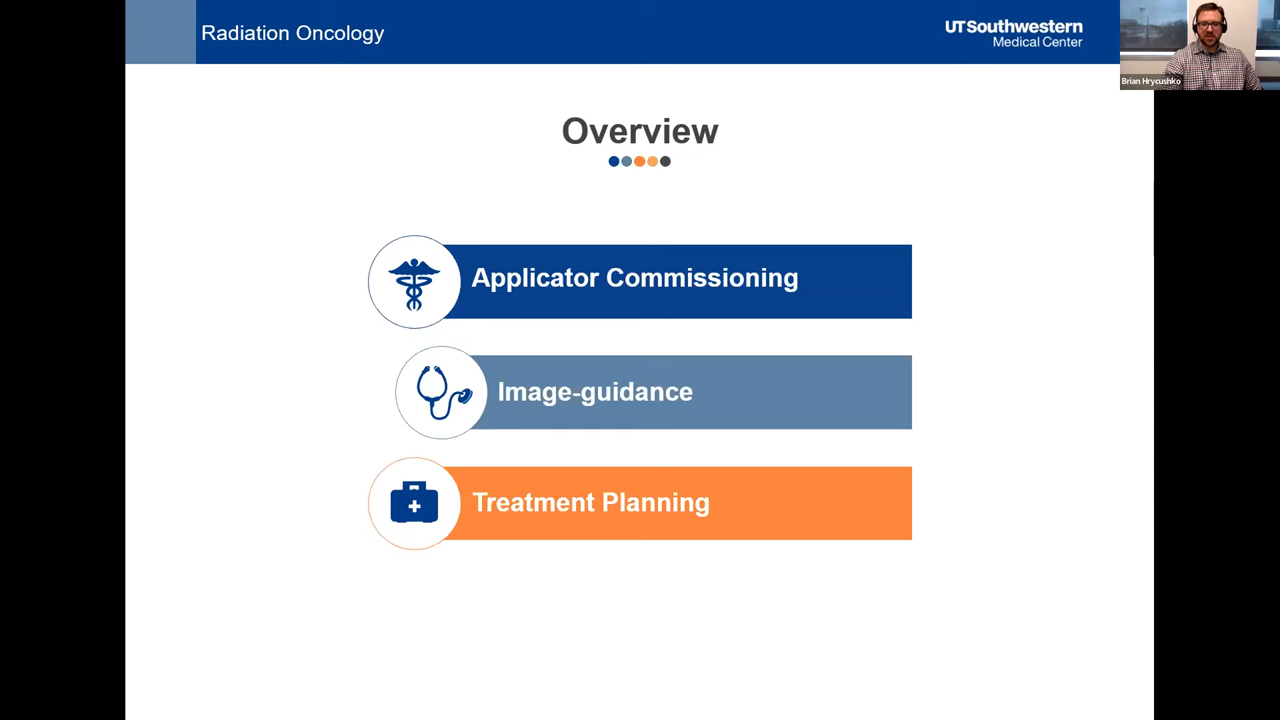 Radiation Oncology
UTSouthwestern
Medical Center
Brian Hrycushko
Overview
Applicator Commissioning
Image-guidance
Treatment Planning